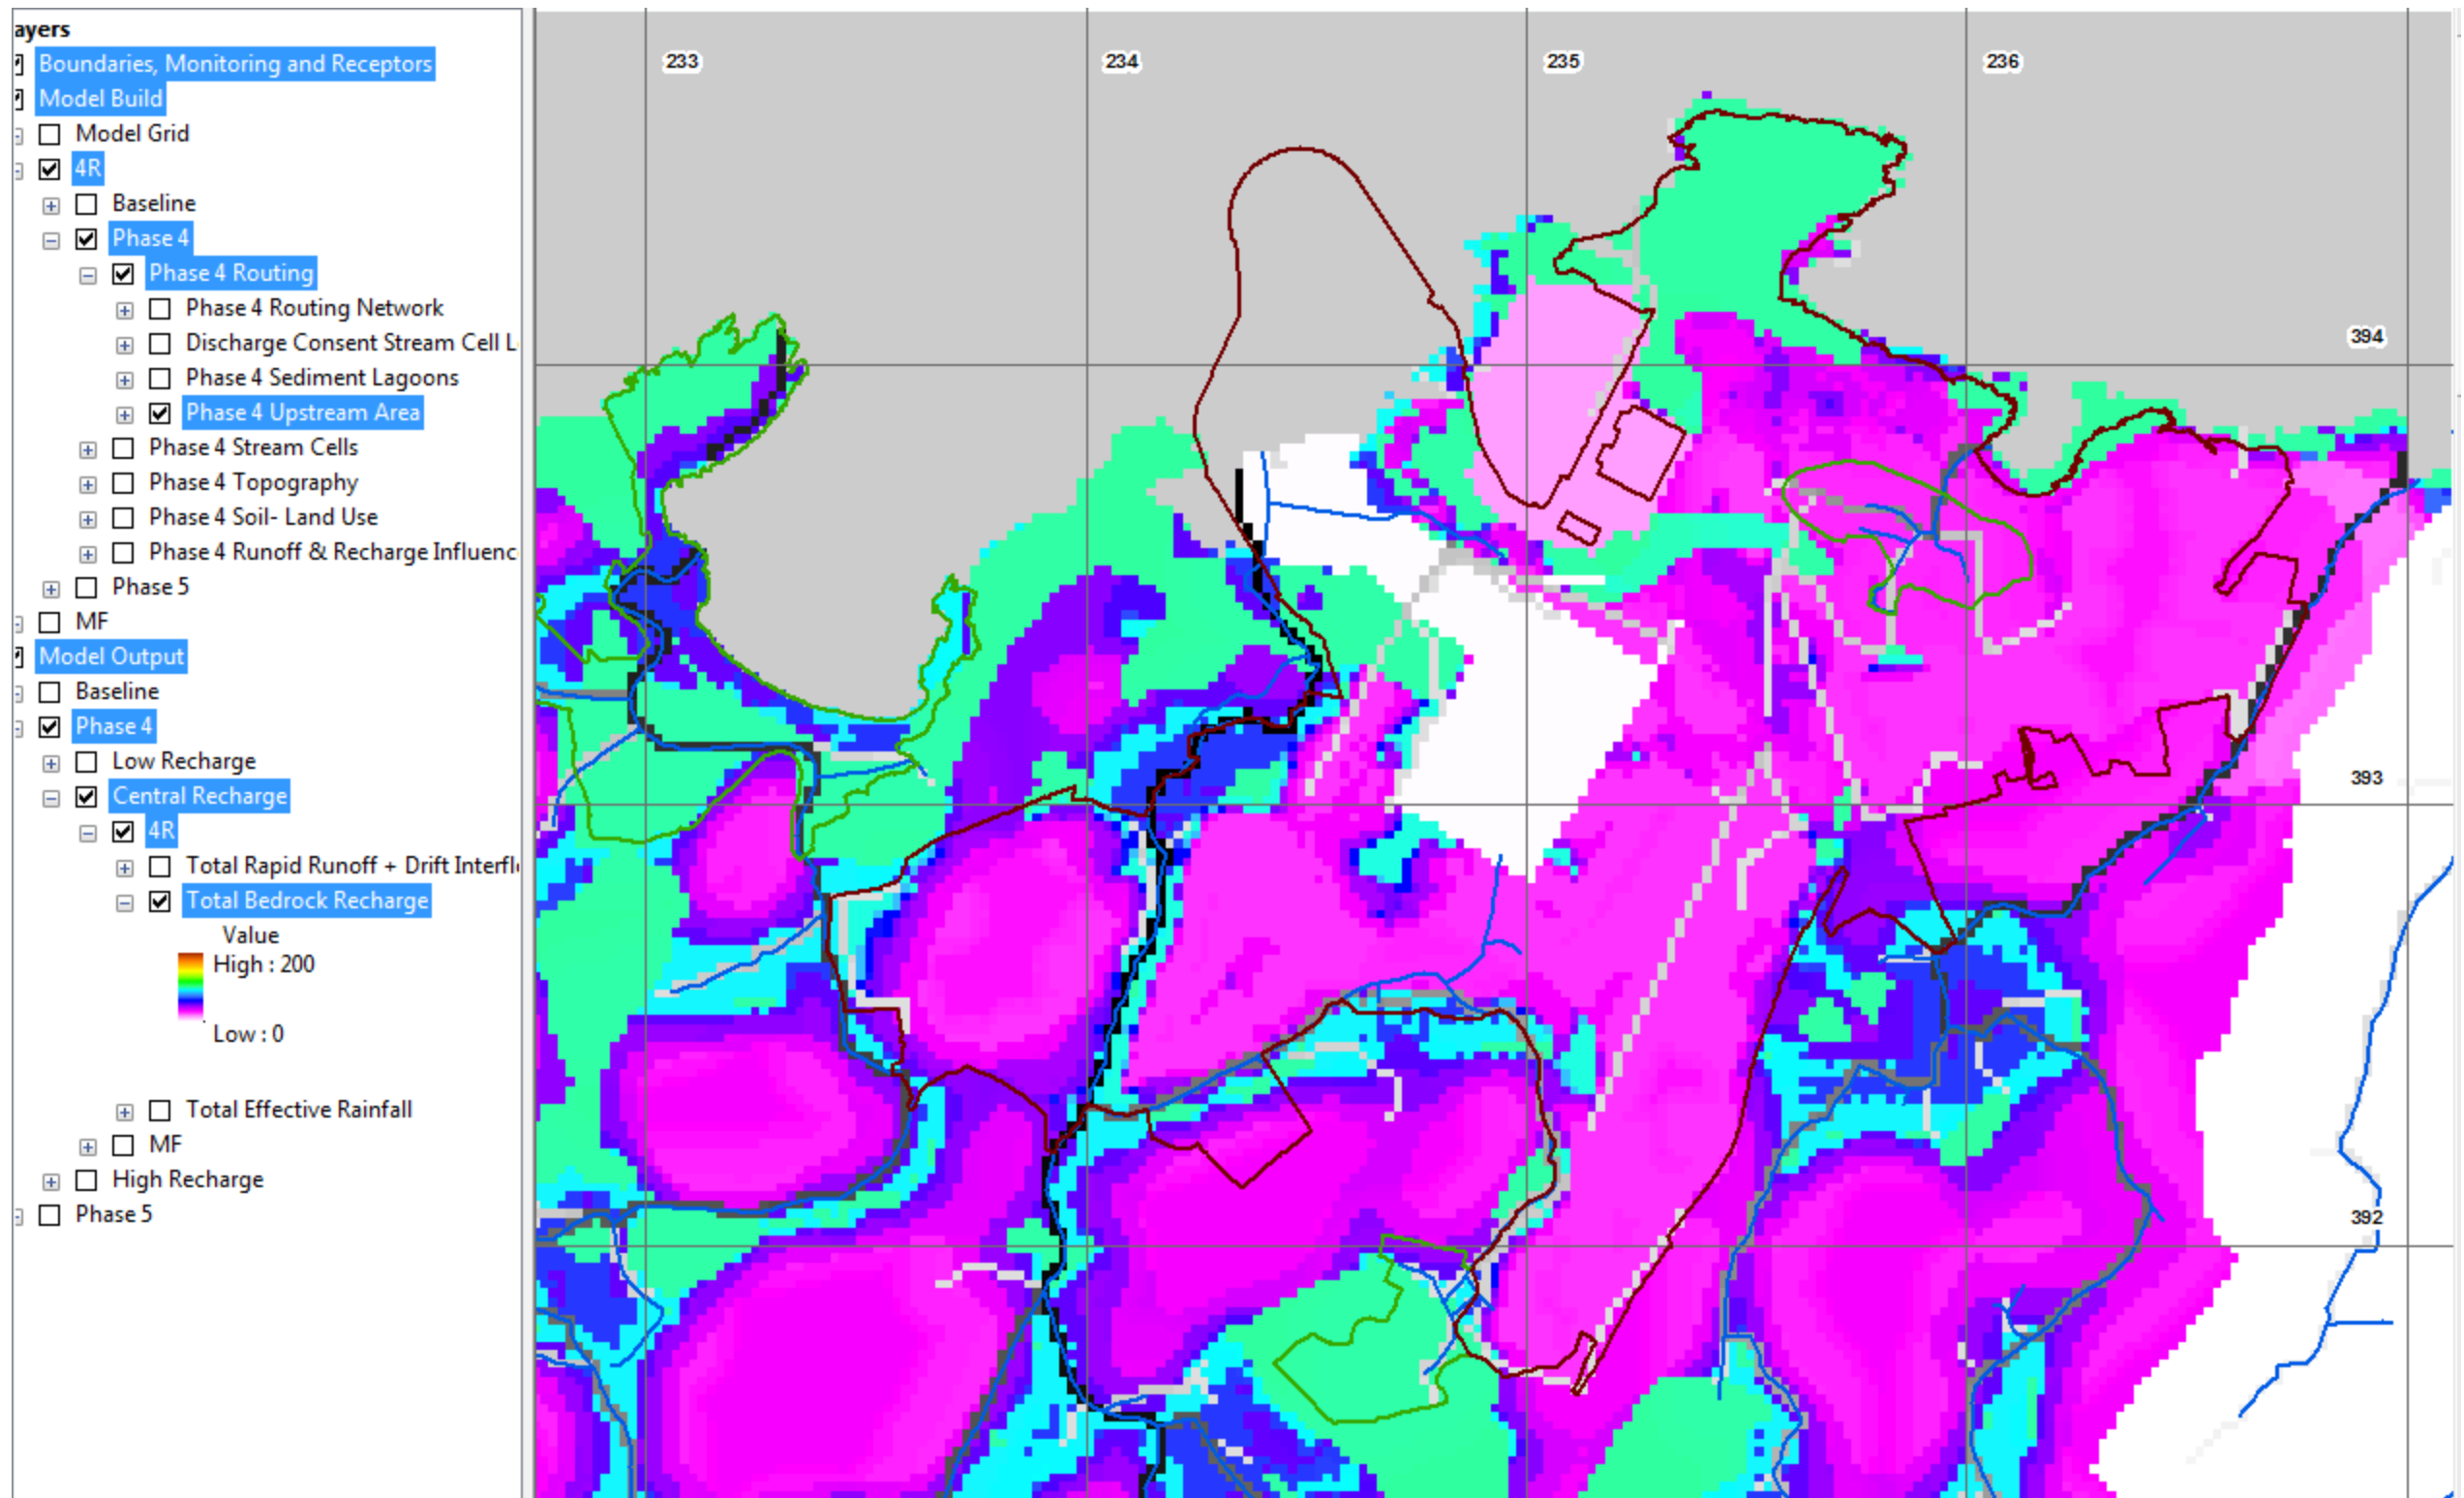 ayers
Boundaries, Monitoring and Receptors
Model Build
Model Grid
4R
Baseline
Phase 4
Phase 4 Routing
Phase 4 Routing Network
Discharge Consent Stream Cell L
Phase 4 Sediment Lagoons
Phase 4 Upstream Area
Phase 4 Stream Cells
Phase 4 Topography
Phase 4 Soil- Land Use
Phase 4 Runoff & Recharge Influenc
Phase 5
MF
Model Output
Baseline
Phase 4
Low Recharge
Central Recharge
4R
Total Rapid Runoff + Drift Interfl
Total Bedrock Recharge
Value
High : 200
Low : 0
Total Effective Rainfall
MF
High Recharge
Phase 5
233
234
235
236
394
393
392